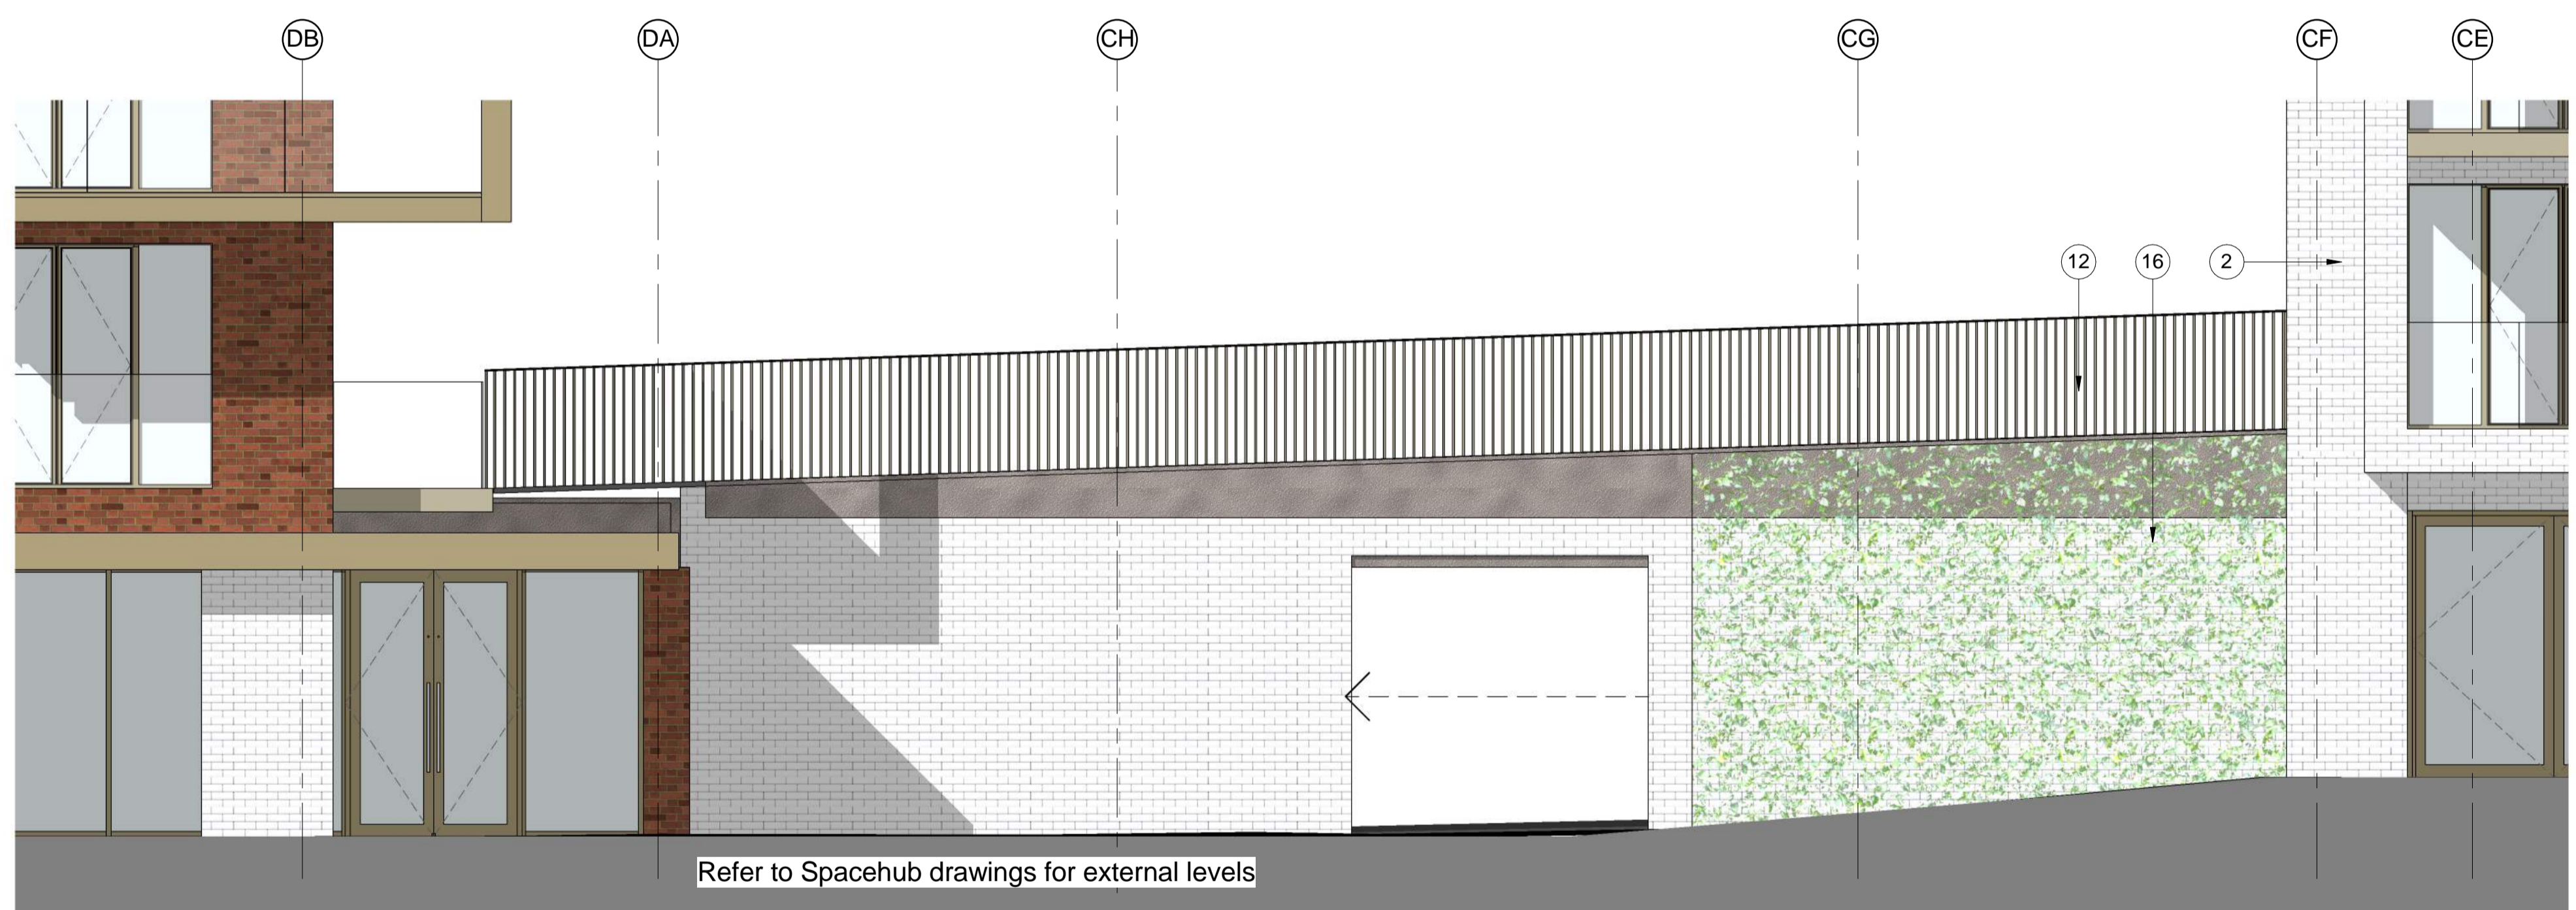 DB
DA
CH
CG
CF
CE
12
16
2
Refer to Spacehub drawings for external levels